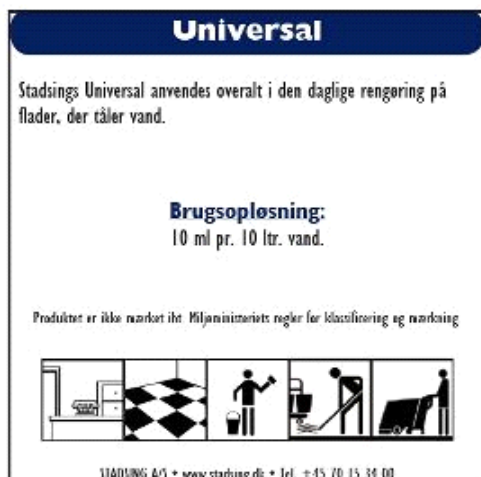 Universal
Stadsings Universal anvendes overalt i den daglige rengøring på
flader, der tåler vand.
Brugsopløsning:
10 ml pr. 10 ltr. vand.
Produktet er ikke mærket iht. Miljøministeriets regler for klassificering og mærkning
STADSING A/S • www.stadsing.dk • Tel. +45 70 15 34 00